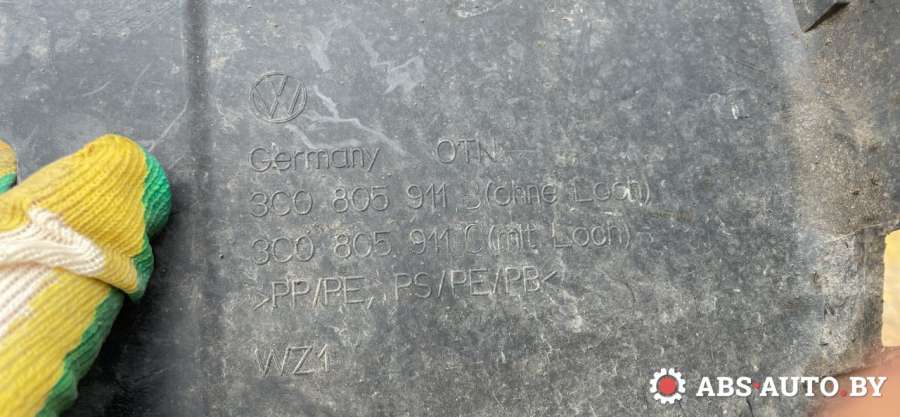 Germany OTN
3C0 805 911 (ohne Loch)
3C0 805 911 C(mit Loch)
>PP/PE, PS/PE/PB<
WZ1
ABS-AUTO.BY